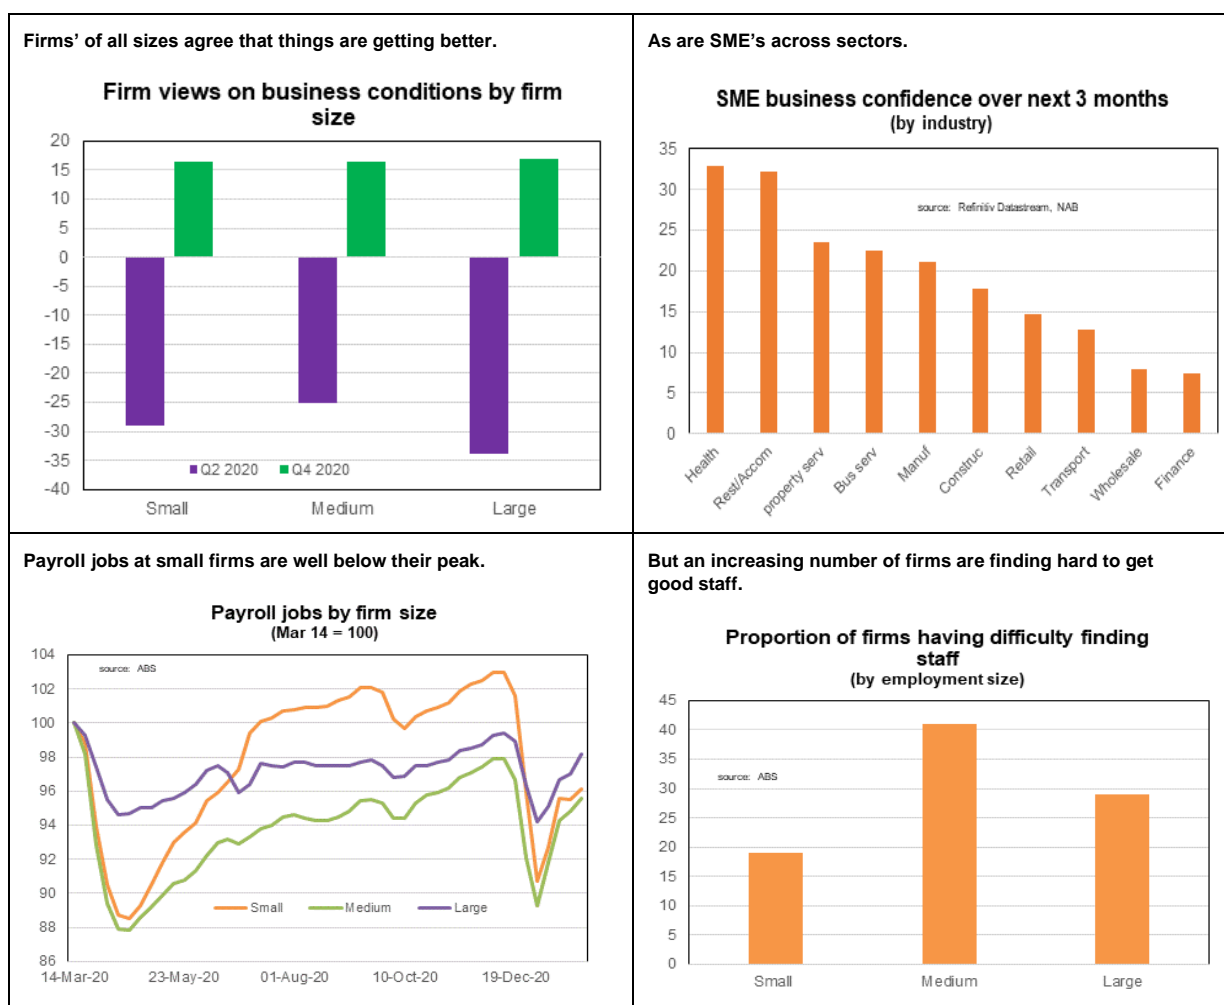 Firms’ of all sizes agree that things are getting better.
Firm views on business conditions by firm
size
20
15
10
5
0
-5
-10
-15
-20
-25
-30
-35
-40
Q2 2020 Q4 2020
Small Medium Large
As are SME’s across sectors.
SME business confidence over next 3 months
(by industry)
35
30
25
20
15
10
5
0
source: Refinitiv Datastream, NAB
Health Rest/Accom property serv Bus serv Manuf Construc Retail Transport Wholesale Finance
Payroll jobs at small firms are well below their peak.
Payroll jobs by firm size
(Mar 14 = 100)
104
102
100
98
96
94
92
90
88
86
source: ABS
Small Medium Large
14-Mar-20 23-May-20 01-Aug-20 10-Oct-20 19-Dec-20
But an increasing number of firms are finding hard to get
good staff.
Proportion of firms having difficulty finding
staff
(by employment size)
45
40
35
30
25
20
15
10
5
0
source: ABS
Small Medium Large